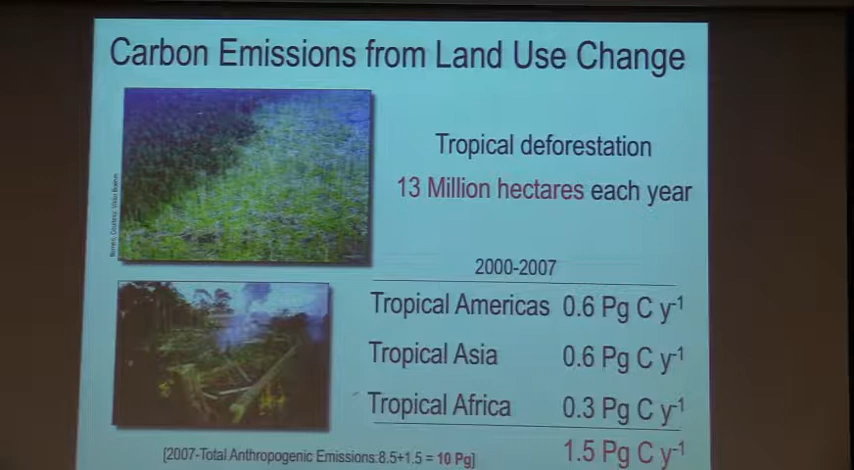 Carbon Emissions from Land Use Change
Tropical deforestation
13 Million hectares each year
2000-2007
Tropical Americas 0.6 Pg C y-1
Tropical Asia 0.6 Pg C y-1
Tropical Africa 0.3 Pg C y-1
1.5 Pg C y-1
[2007-Total Anthropogenic Emissions:8.5+1.5 = 10 Pg]